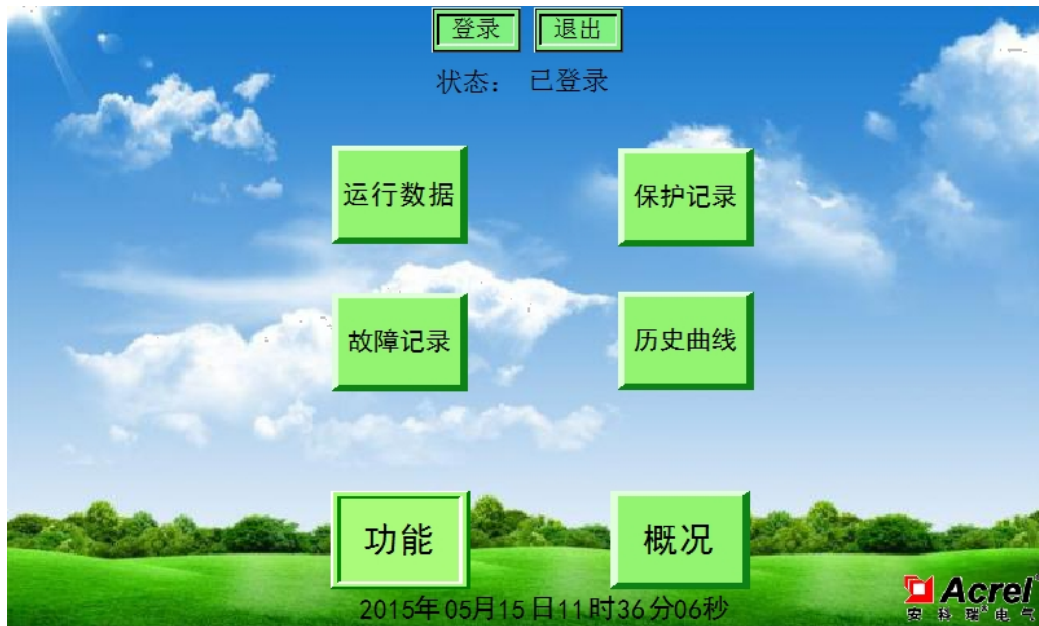 登录 退出
状态： 已登录
运行数据 保护记录
故障记录 历史曲线
功能 概况
2015年05月15日11时36分06秒
Acrel
安科瑞®电气